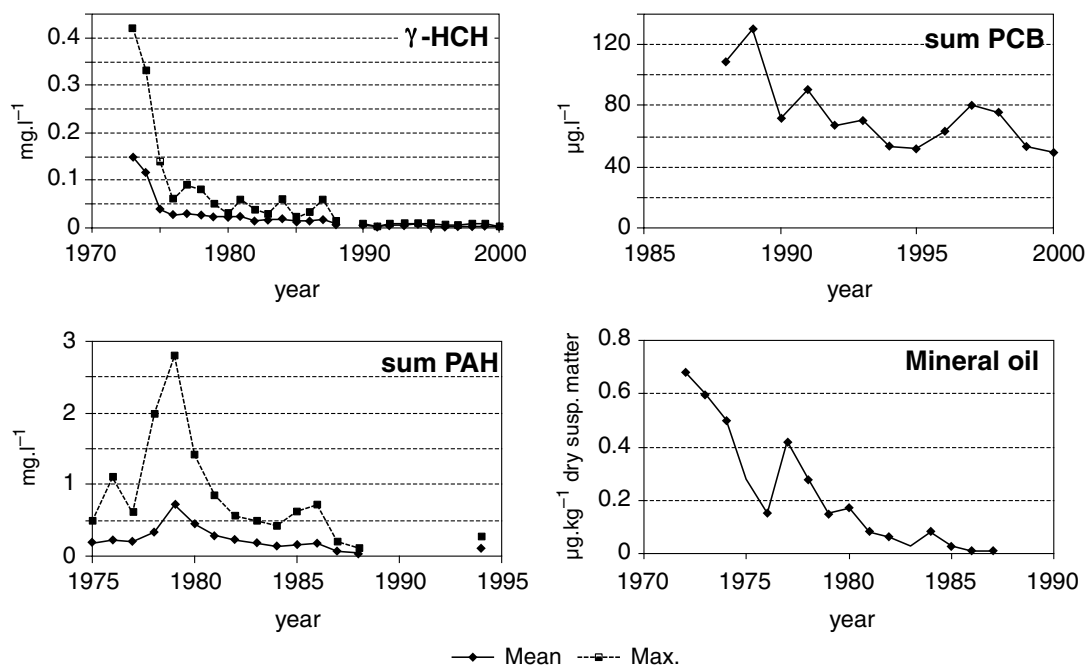 γ-HCH
mg.l⁻¹
0.4
0.3
0.2
0.1
0
1970 1980 1990 2000
year
sum PCB
µg.l⁻¹
120
80
40
0
1985 1990 1995 2000
year
sum PAH
mg.l⁻¹
3
2
1
0
1975 1980 1985 1990 1995
year
Mineral oil
µg.kg⁻¹ dry susp. matter
0.8
0.6
0.4
0.2
0
1970 1975 1980 1985 1990
year
Mean Max.